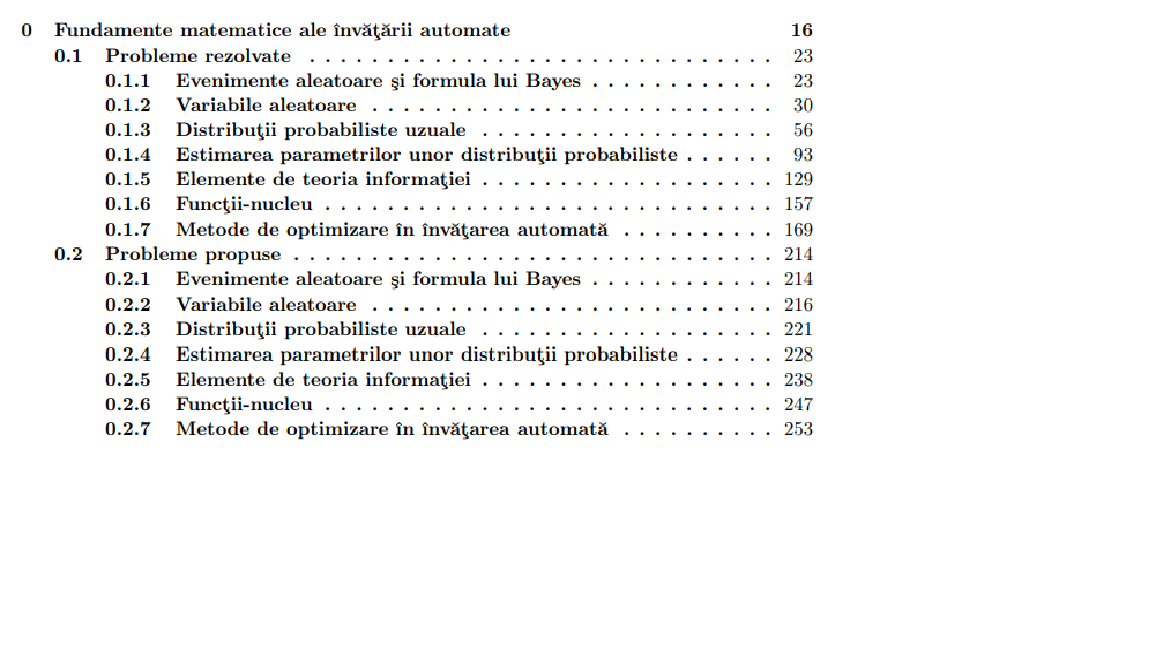 0 Fundamente matematice ale învăţării automate 16
0.1 Probleme rezolvate . . . . . . . . . . . . . . . . . . . . . . . . . . . . . . 23
0.1.1 Evenimente aleatoare şi formula lui Bayes . . . . . . . . . . . . 23
0.1.2 Variabile aleatoare . . . . . . . . . . . . . . . . . . . . . . . . . . 30
0.1.3 Distribuţii probabiliste uzuale . . . . . . . . . . . . . . . . . . . 56
0.1.4 Estimarea parametrilor unor distribuţii probabiliste . . . . . . 93
0.1.5 Elemente de teoria informaţiei . . . . . . . . . . . . . . . . . . . 129
0.1.6 Funcţii-nucleu . . . . . . . . . . . . . . . . . . . . . . . . . . . . . 157
0.1.7 Metode de optimizare în învăţarea automată . . . . . . . . . . 169
0.2 Probleme propuse . . . . . . . . . . . . . . . . . . . . . . . . . . . . . . . 214
0.2.1 Evenimente aleatoare şi formula lui Bayes . . . . . . . . . . . . 214
0.2.2 Variabile aleatoare . . . . . . . . . . . . . . . . . . . . . . . . . . 216
0.2.3 Distribuţii probabiliste uzuale . . . . . . . . . . . . . . . . . . . 221
0.2.4 Estimarea parametrilor unor distribuţii probabiliste . . . . . . 228
0.2.5 Elemente de teoria informaţiei . . . . . . . . . . . . . . . . . . . 238
0.2.6 Funcţii-nucleu . . . . . . . . . . . . . . . . . . . . . . . . . . . . . 247
0.2.7 Metode de optimizare în învăţarea automată . . . . . . . . . . 253